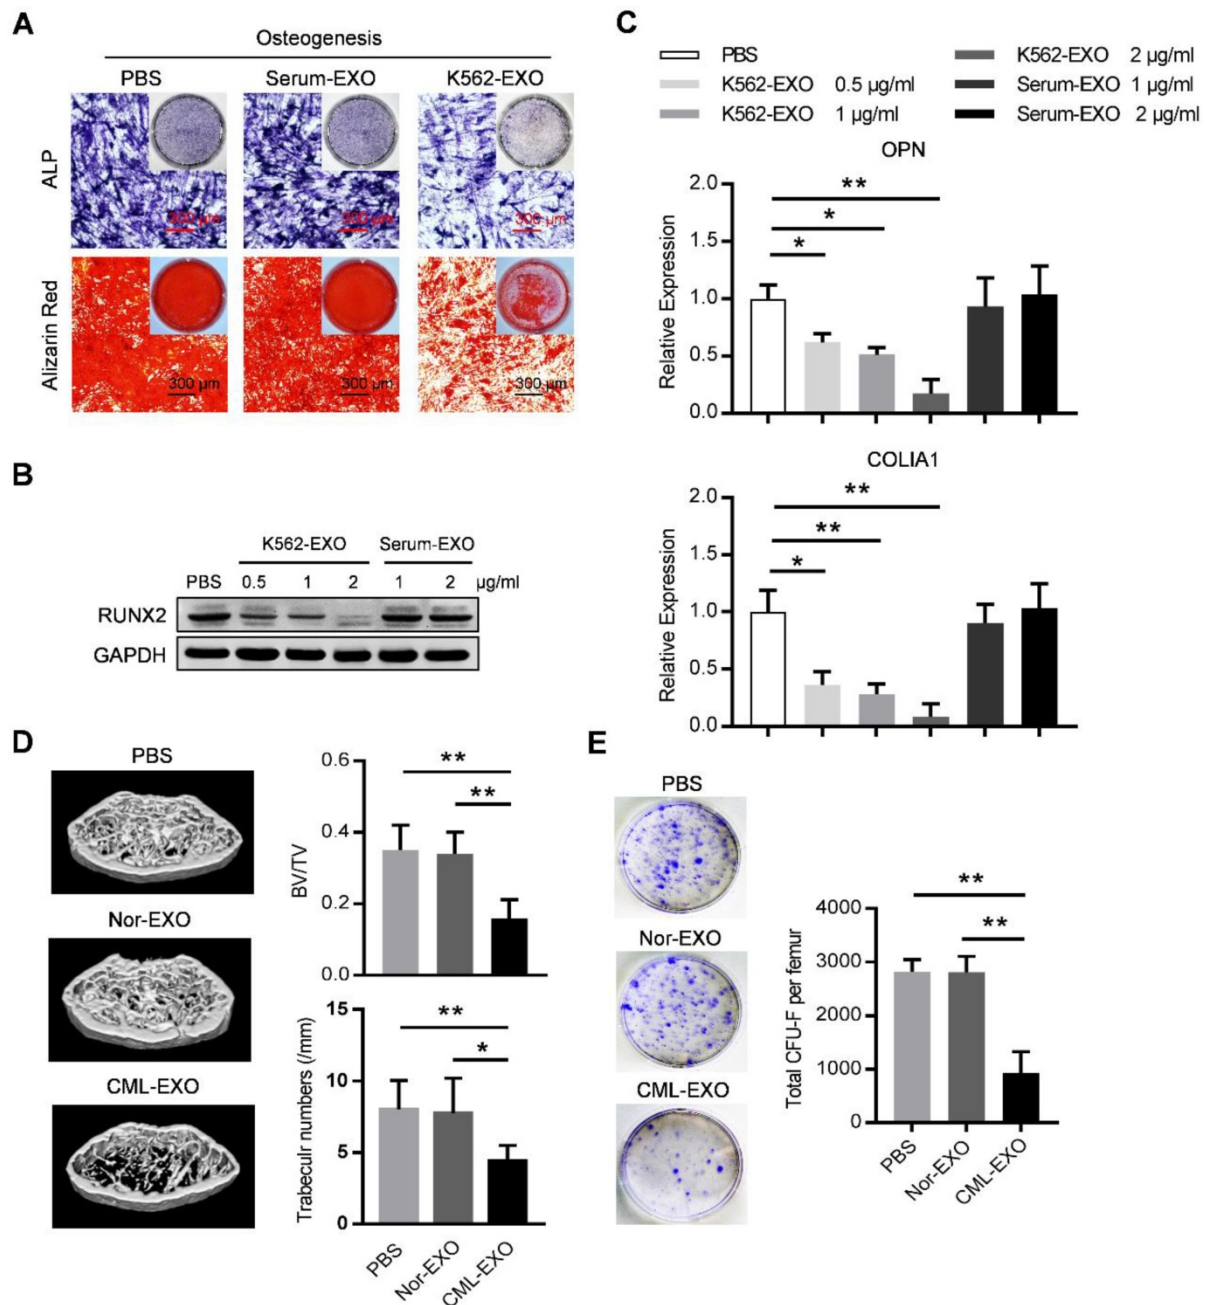 A
Osteogenesis
PBS Serum-EXO K562-EXO
ALP
300 µm 300 µm 300 µm
Alizarin Red
300 µm 300 µm 300 µm
B
K562-EXO Serum-EXO
PBS 0.5 1 2 1 2 µg/ml
RUNX2
GAPDH
C
PBS
K562-EXO 0.5 µg/ml
K562-EXO 1 µg/ml
K562-EXO 2 µg/ml
Serum-EXO 1 µg/ml
Serum-EXO 2 µg/ml
OPN
Relative Expression
2.0
1.5
1.0
0.5
0.0
**
*
*
COLIA1
Relative Expression
2.0
1.5
1.0
0.5
0.0
**
**
*
D
PBS
Nor-EXO
CML-EXO
BV/TV
0.6
0.4
0.2
0.0
**
**
Trabeculr numbers (/mm)
15
10
5
0
**
*
PBS Nor-EXO CML-EXO
E
PBS
Nor-EXO
CML-EXO
Total CFU-F per femur
4000
3000
2000
1000
0
**
**
PBS Nor-EXO CML-EXO